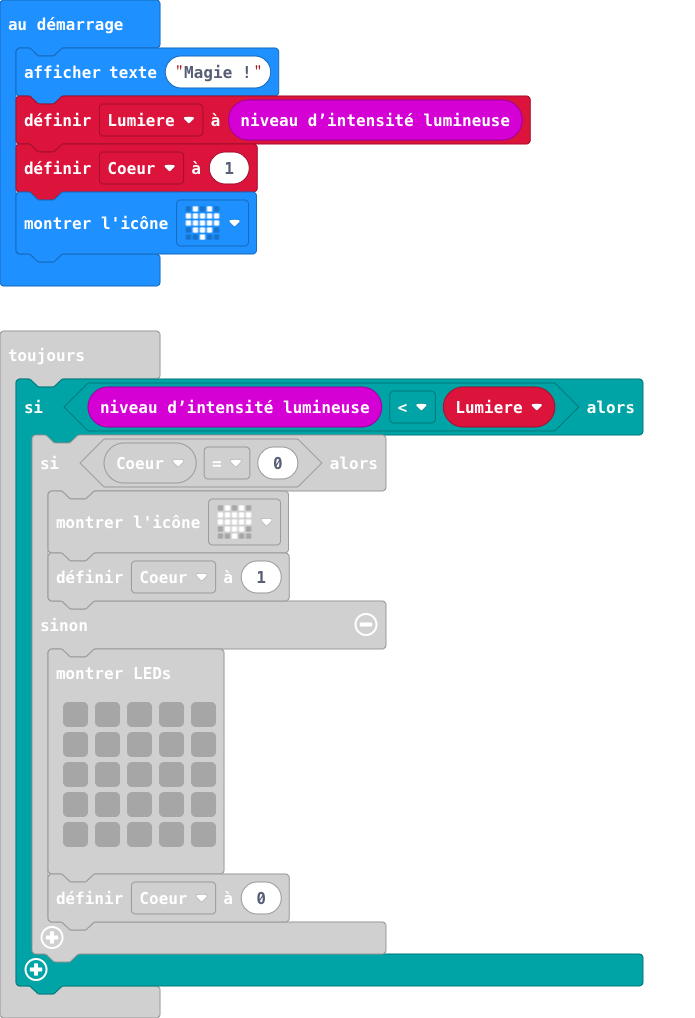 au démarrage
afficher texte "Magie !"
définir Lumiere à niveau d’intensité lumineuse
définir Coeur à 1
montrer l'icône
toujours
si niveau d’intensité lumineuse < Lumiere alors
si Coeur = 0 alors
montrer l'icône
définir Coeur à 1
sinon
montrer LEDs
définir Coeur à 0